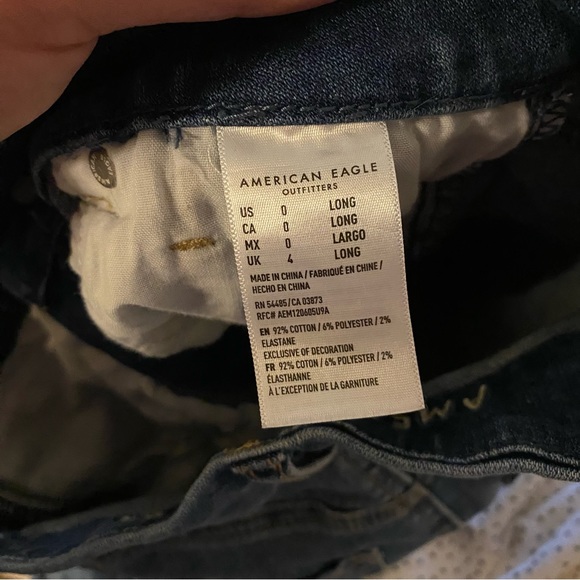 AMERICAN EAGLE
OUTFITTERS
US 0 LONG
CA 0 LONG
MX 0 LARGO
UK 4 LONG
MADE IN CHINA / FABRIQUÉ EN CHINE /
HECHO EN CHINA
RN 54485/CA 03873
RFC# AEM120605U9A
EN 92% COTTON / 6% POLYESTER / 2%
ELASTANE
EXCLUSIVE OF DECORATION
FR 92% COTON / 6% POLYESTER / 2%
ÉLASTHANNE
À L'EXCEPTION DE LA GARNITURE